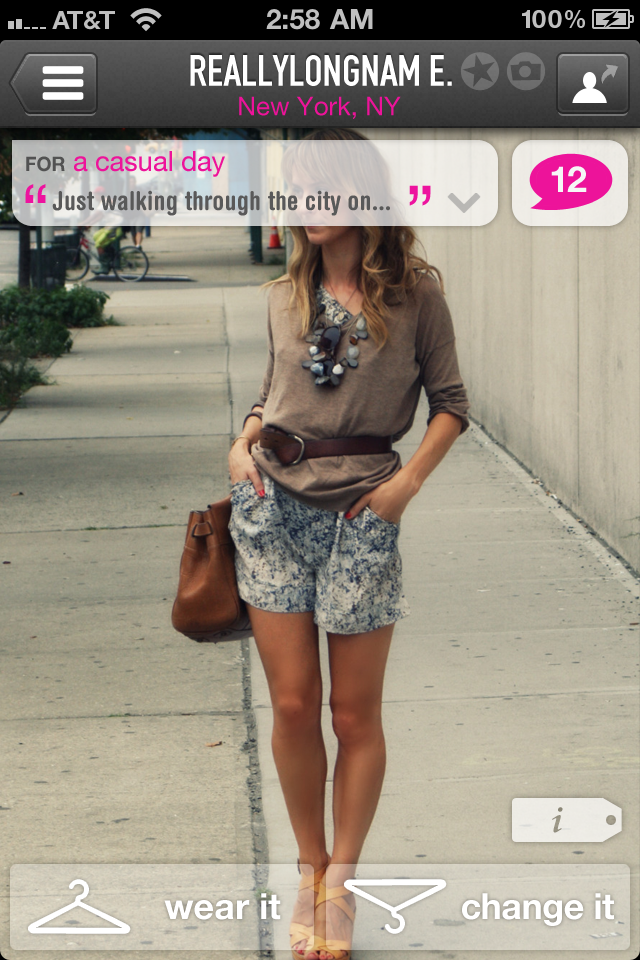 AT&T 2:58 AM 100%
REALLYLONGNAM E.
New York, NY
FOR a casual day
“ Just walking through the city on... ”
12
i
wear it change it